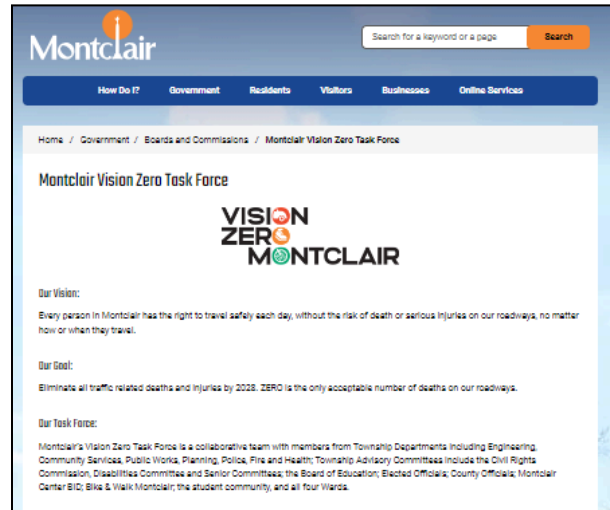 Montclair
Search for a keyword or a page
Search
How Do I? Government Residents Visitors Businesses Online Services
Home / Government / Boards and Commissions / Montclair Vision Zero Task Force
Montclair Vision Zero Task Force
VISION
ZERO
MONTCLAIR
Our Vision:
Every person in Montclair has the right to travel safely each day, without the risk of death or serious injuries on our roadways, no matter
how or when they travel.
Our Goal:
Eliminate all traffic related deaths and injuries by 2028. ZERO is the only acceptable number of deaths on our roadways.
Our Task Force:
Montclair's Vision Zero Task Force is a collaborative team with members from Township Departments including Engineering,
Community Services, Public Works, Planning, Police, Fire and Health; Township Advisory Committees include the Civil Rights
Commission, Disabilities Committee and Senior Committees; the Board of Education; Elected Officials; County Officials; Montclair
Center BID; Bike & Walk Montclair; the student community, and all four Wards.